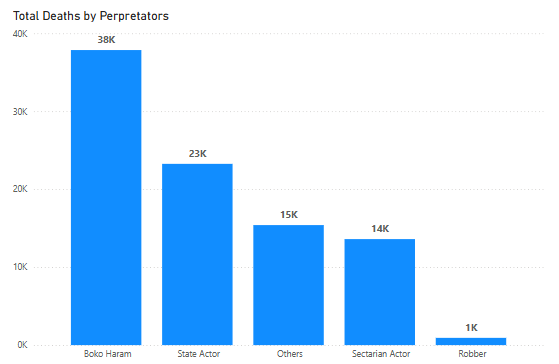 Total Deaths by Perpretators
40K
38K
30K
23K
20K
15K
14K
10K
1K
0K
Boko Haram State Actor Others Sectarian Actor Robber